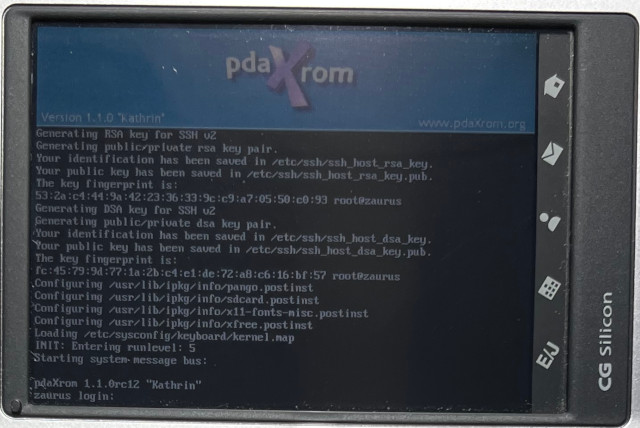 pdaXrom
Version 1.1.0 "Kathrin"
www.pdaXrom.org
Generating RSA key for SSH v2
Generating public/private rsa key pair.
Your identification has been saved in /etc/ssh/ssh_host_rsa_key.
Your public key has been saved in /etc/ssh/ssh_host_rsa_key.pub.
The key fingerprint is:
53:2a:c4:44:9a:42:23:36:33:9c:c9:a7:05:50:c0:93 root@zaurus
Generating DSA key for SSH v2
Generating public/private dsa key pair.
Your identification has been saved in /etc/ssh/ssh_host_dsa_key.
Your public key has been saved in /etc/ssh/ssh_host_dsa_key.pub.
The key fingerprint is:
fc:45:79:9d:77:1a:2b:c4:e1:de:72:a8:c6:16:bf:57 root@zaurus
Configuring /usr/lib/ipkg/info/pango.postinst
Configuring /usr/lib/ipkg/info/sdcard.postinst
Configuring /usr/lib/ipkg/info/x11-fonts-misc.postinst
Configuring /usr/lib/ipkg/info/xfree.postinst
Loading /etc/sysconfig/keyboard/kernel.map
INIT: Entering runlevel: 5
Starting system message bus:
pdaXrom 1.1.0rc12 "Kathrin"
zaurus login:
E/J
CG Silicon